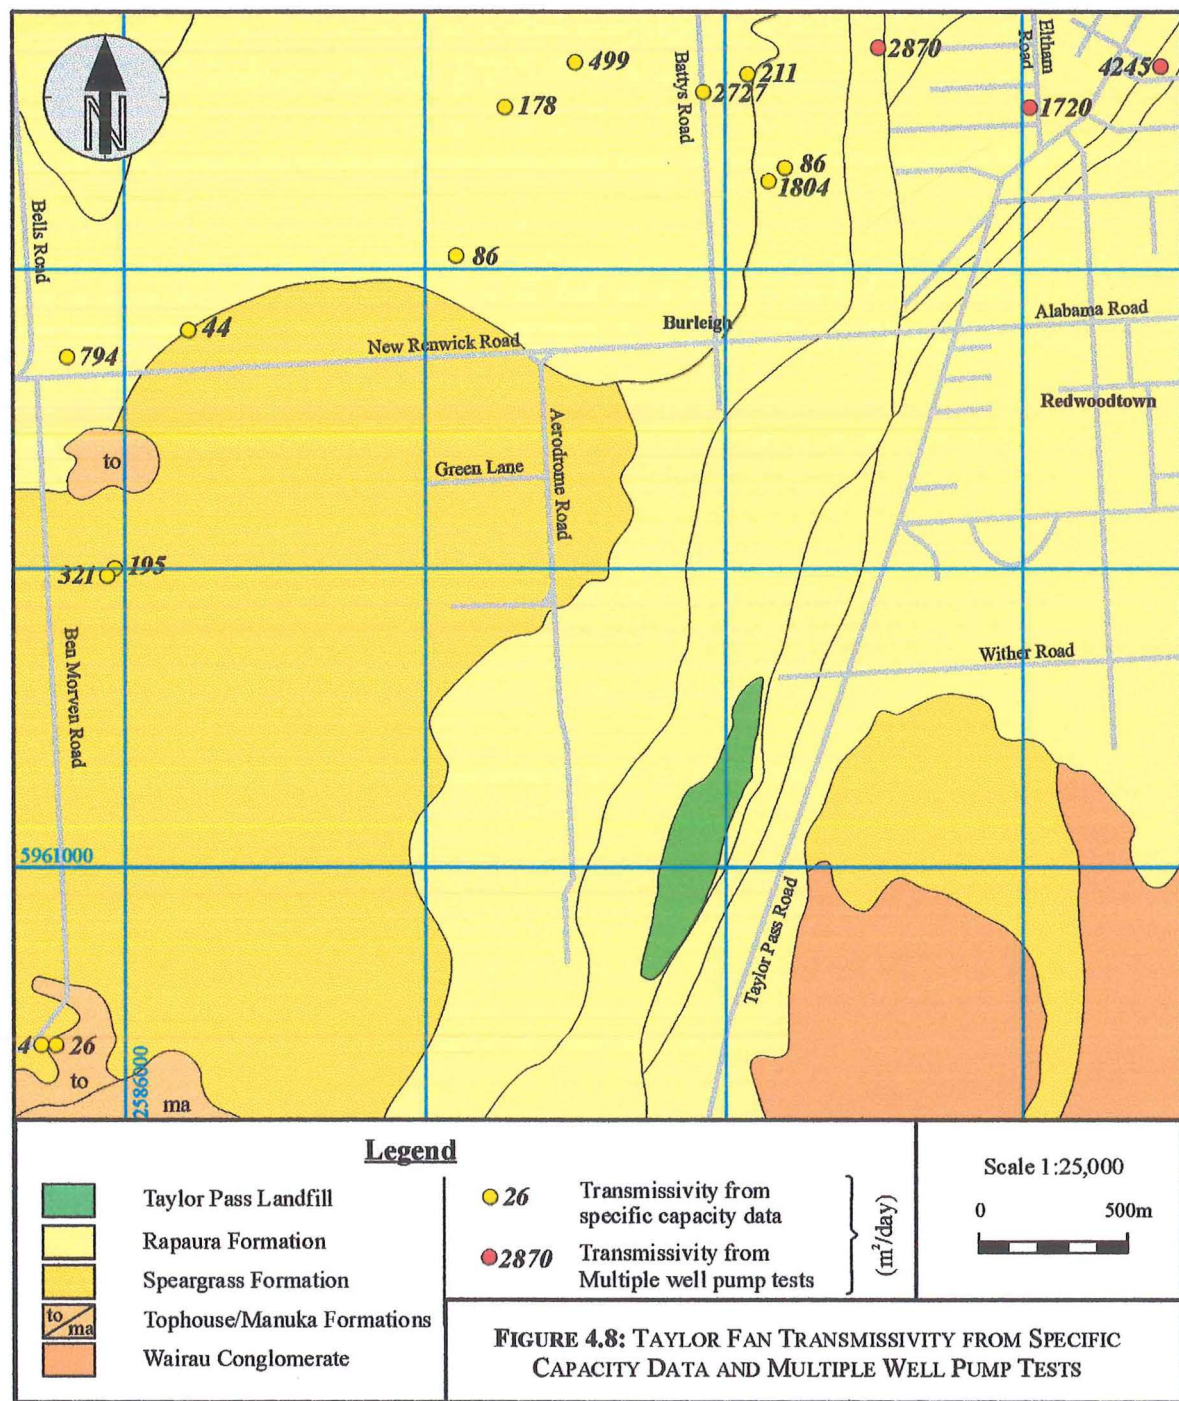 N
499
178
Battys Road
211
2727
2870
Eltham
Road
4245
1720
86
1804
Bells Road
86
44
794
New Renwick Road
Burleigh
Alabama Road
Redwoodtown
to
Green Lane
Aerodrome Road
195
321
Ben Morven Road
Wither Road
5961000
Taylor Pass Road
4
26
to
ma
2586000
Legend
Taylor Pass Landfill
Rapaura Formation
Speargrass Formation
to
ma
Tophouse/Manuka Formations
Wairau Conglomerate
26
Transmissivity from
specific capacity data
2870
Transmissivity from
Multiple well pump tests
(m²/day)
Scale 1:25,000
0 500m
FIGURE 4.8: TAYLOR FAN TRANSMISSIVITY FROM SPECIFIC
CAPACITY DATA AND MULTIPLE WELL PUMP TESTS